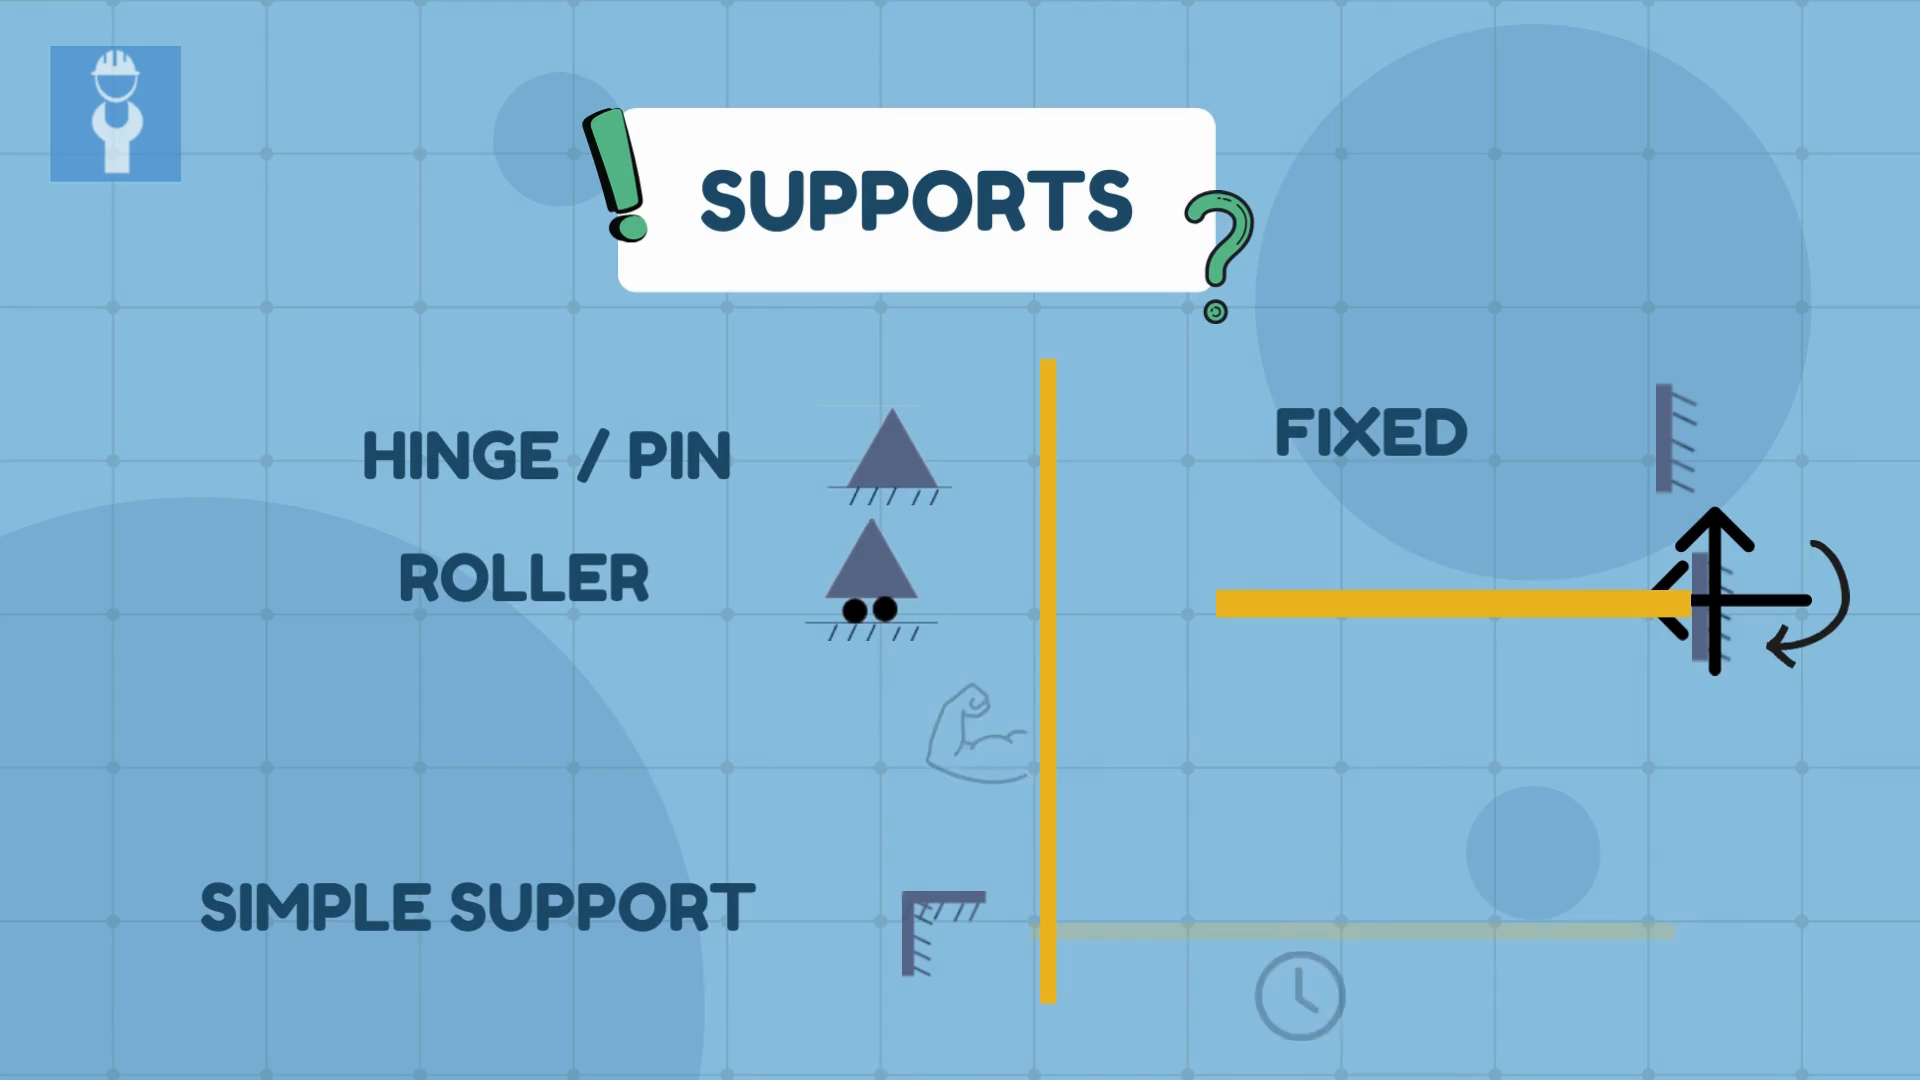 SUPPORTS
HINGE / PIN
ROLLER
SIMPLE SUPPORT
FIXED